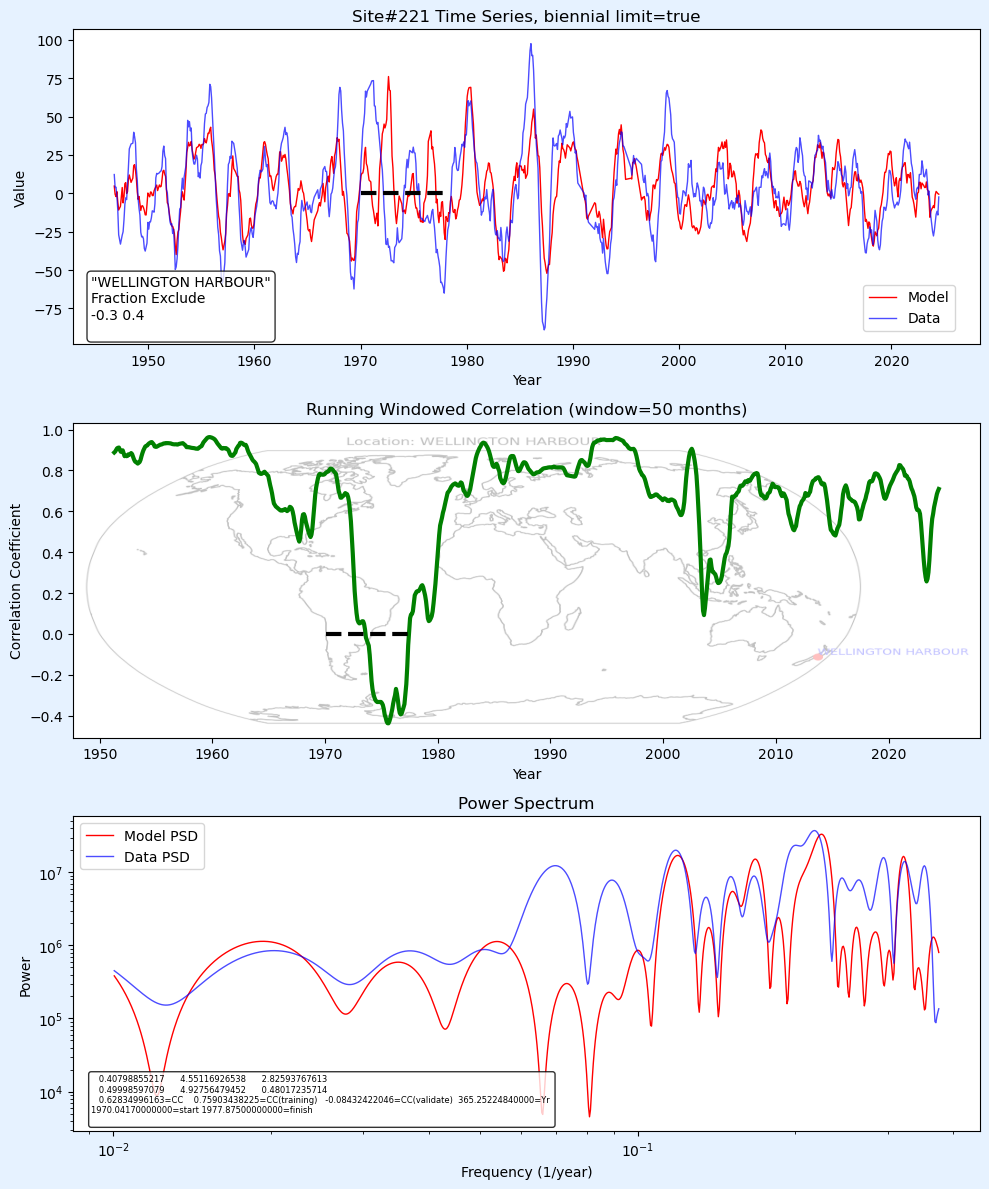 Site#221 Time Series, biennial limit=true
100
75
50
25
0
−25
−50
−75
Value
"WELLINGTON HARBOUR"
Fraction Exclude
-0.3 0.4
Model
Data
1950 1960 1970 1980 1990 2000 2010 2020
Year
Running Windowed Correlation (window=50 months)
Location: WELLINGTON HARBOUR
1.0
0.8
0.6
0.4
0.2
0.0
−0.2
−0.4
Correlation Coefficient
WELLINGTON HARBOUR
1950 1960 1970 1980 1990 2000 2010 2020
Year
Power Spectrum
Model PSD
Data PSD
10^7
10^6
10^5
10^4
Power
0.40798855217 4.55116926538 2.82593767613
0.49998597079 4.92756479452 0.48017235714
0.62834996163=CC 0.75903438225=CC(training) -0.08432422046=CC(validate) 365.25224840000=Yr
1970.04170000000=start 1977.87500000000=finish
10^−2 10^−1
Frequency (1/year)